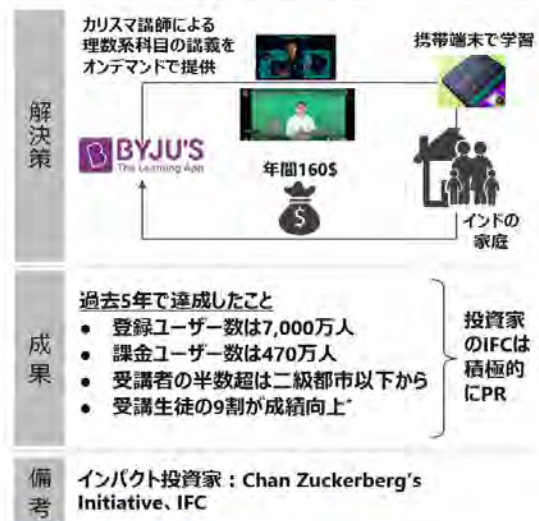 解決策
カリスマ講師による
理数系科目の講義を
オンデマンドで提供
携帯端末で学習
BYJU'S
The Learning App
年間160$
$
インドの
家庭
成果
過去5年で達成したこと
● 登録ユーザー数は7,000万人
● 課金ユーザー数は470万人
● 受講者の半数超は二級都市以下から
● 受講生徒の9割が成績向上*
投資家
のIFCは
積極的
にPR
備考
インパクト投資家：Chan Zuckerberg's
Initiative、IFC